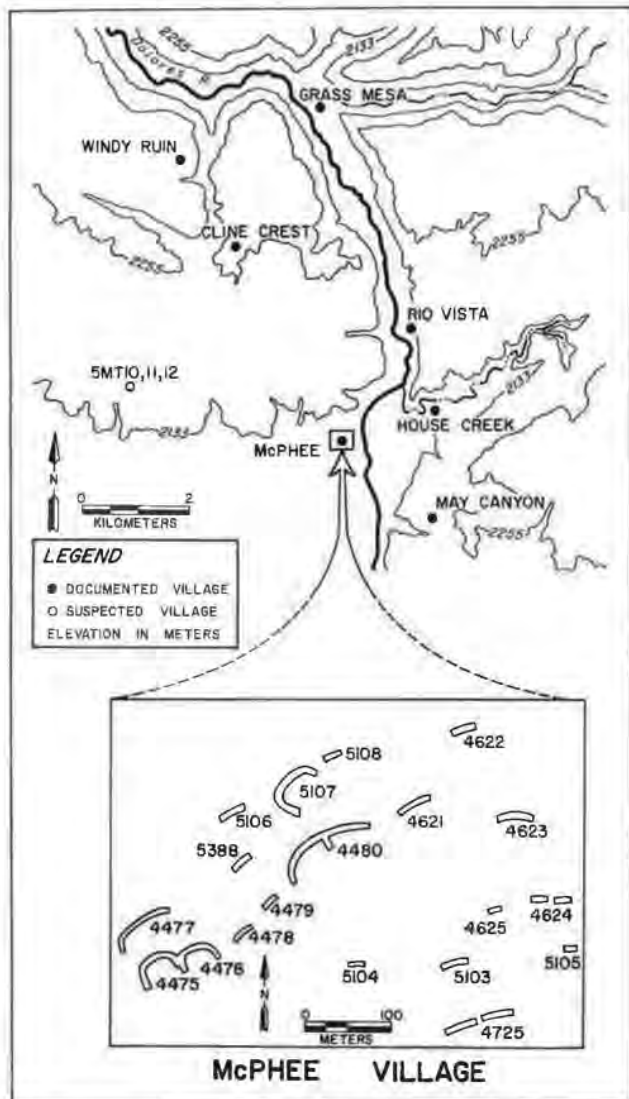 2255
Dolores R.
2133
GRASS MESA
WINDY RUIN
CLINE CREST
2255
2255
RIO VISTA
5MT10,11,12
2133
2133
HOUSE CREEK
McPHEE
N
0 2
KILOMETERS
MAY CANYON
2255
LEGEND
DOCUMENTED VILLAGE
SUSPECTED VILLAGE
ELEVATION IN METERS
4622
5108
5107
5106
4621
4623
5388
4480
4479
4477
4478
4624
4625
4476
4475
5104
5103
5105
N
0 100
METERS
4725
McPHEE VILLAGE